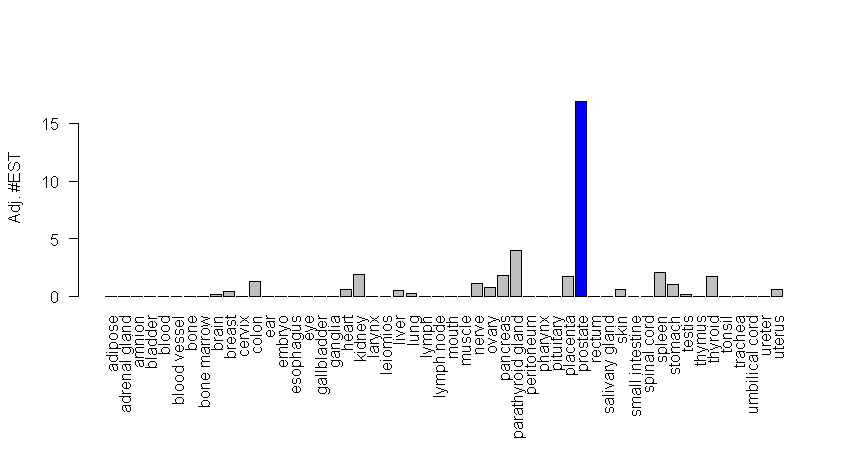 Adj. #EST
15
10
5
0
adipose
adrenal gland
amnion
bladder
blood
blood vessel
bone
bone marrow
brain
breast
cervix
colon
ear
embryo
esophagus
eye
gallbladder
ganglia
heart
kidney
larynx
leiomios
liver
lung
lymph
lymph node
mouth
muscle
nerve
ovary
pancreas
parathyroid gland
peritoneum
pharynx
pituitary
placenta
prostate
rectum
salivary gland
skin
small intestine
spinal cord
spleen
stomach
testis
thymus
thyroid
tonsil
trachea
umbilical cord
ureter
uterus